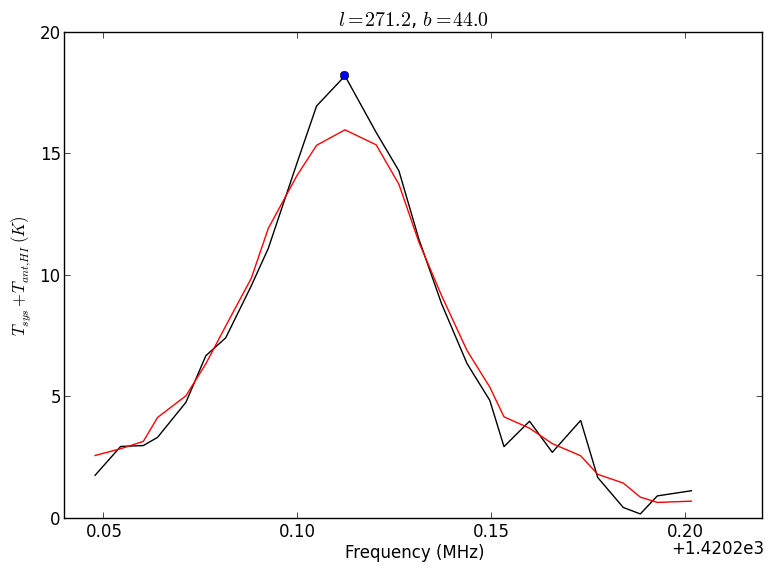 l = 271.2, b = 44.0
20
15
10
5
0
T_sys + T_ant,HI (K)
0.05 0.10 0.15 0.20
Frequency (MHz)
+1.4202e3